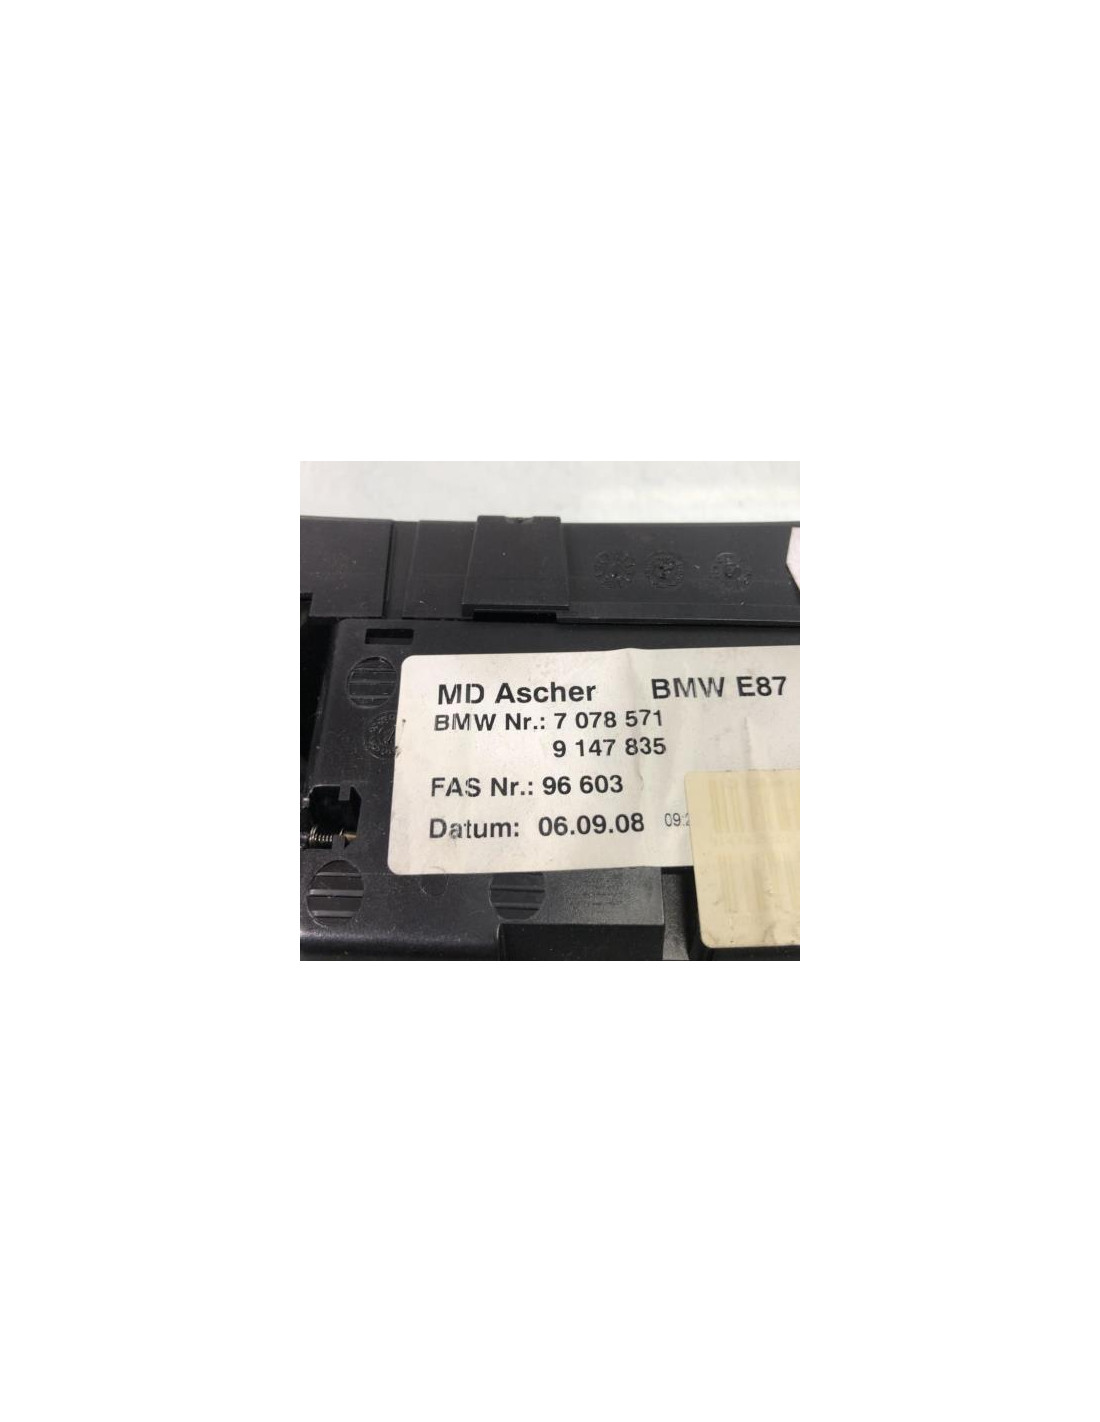 MD Ascher BMW E87
BMW Nr.: 7 078 571
9 147 835
FAS Nr.: 96 603
Datum: 06.09.08